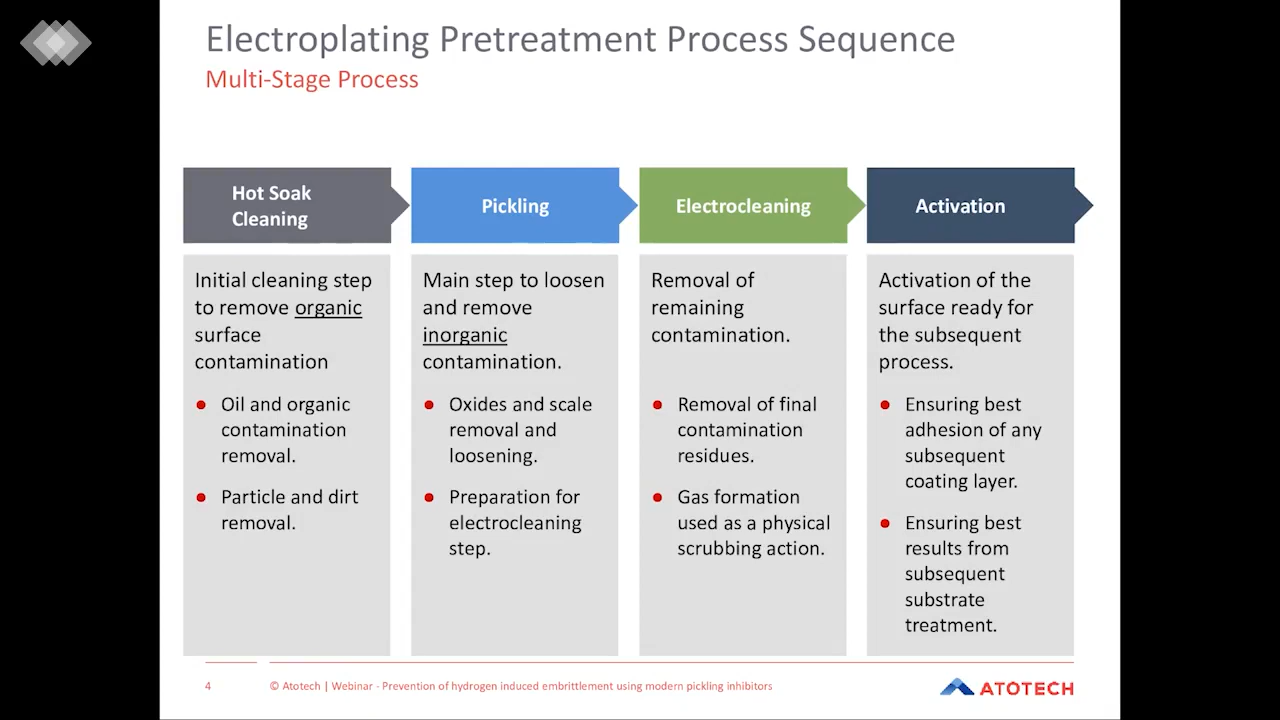 Electroplating Pretreatment Process Sequence
Multi-Stage Process
Hot Soak
Cleaning
Initial cleaning step
to remove organic
surface
contamination
● Oil and organic
contamination
removal.
● Particle and dirt
removal.
Pickling
Main step to loosen
and remove
inorganic
contamination.
● Oxides and scale
removal and
loosening.
● Preparation for
electrocleaning
step.
Electrocleaning
Removal of
remaining
contamination.
● Removal of final
contamination
residues.
● Gas formation
used as a physical
scrubbing action.
Activation
Activation of the
surface ready for
the subsequent
process.
● Ensuring best
adhesion of any
subsequent
coating layer.
● Ensuring best
results from
subsequent
substrate
treatment.
4
© Atotech | Webinar - Prevention of hydrogen induced embrittlement using modern pickling inhibitors
ATOTECH